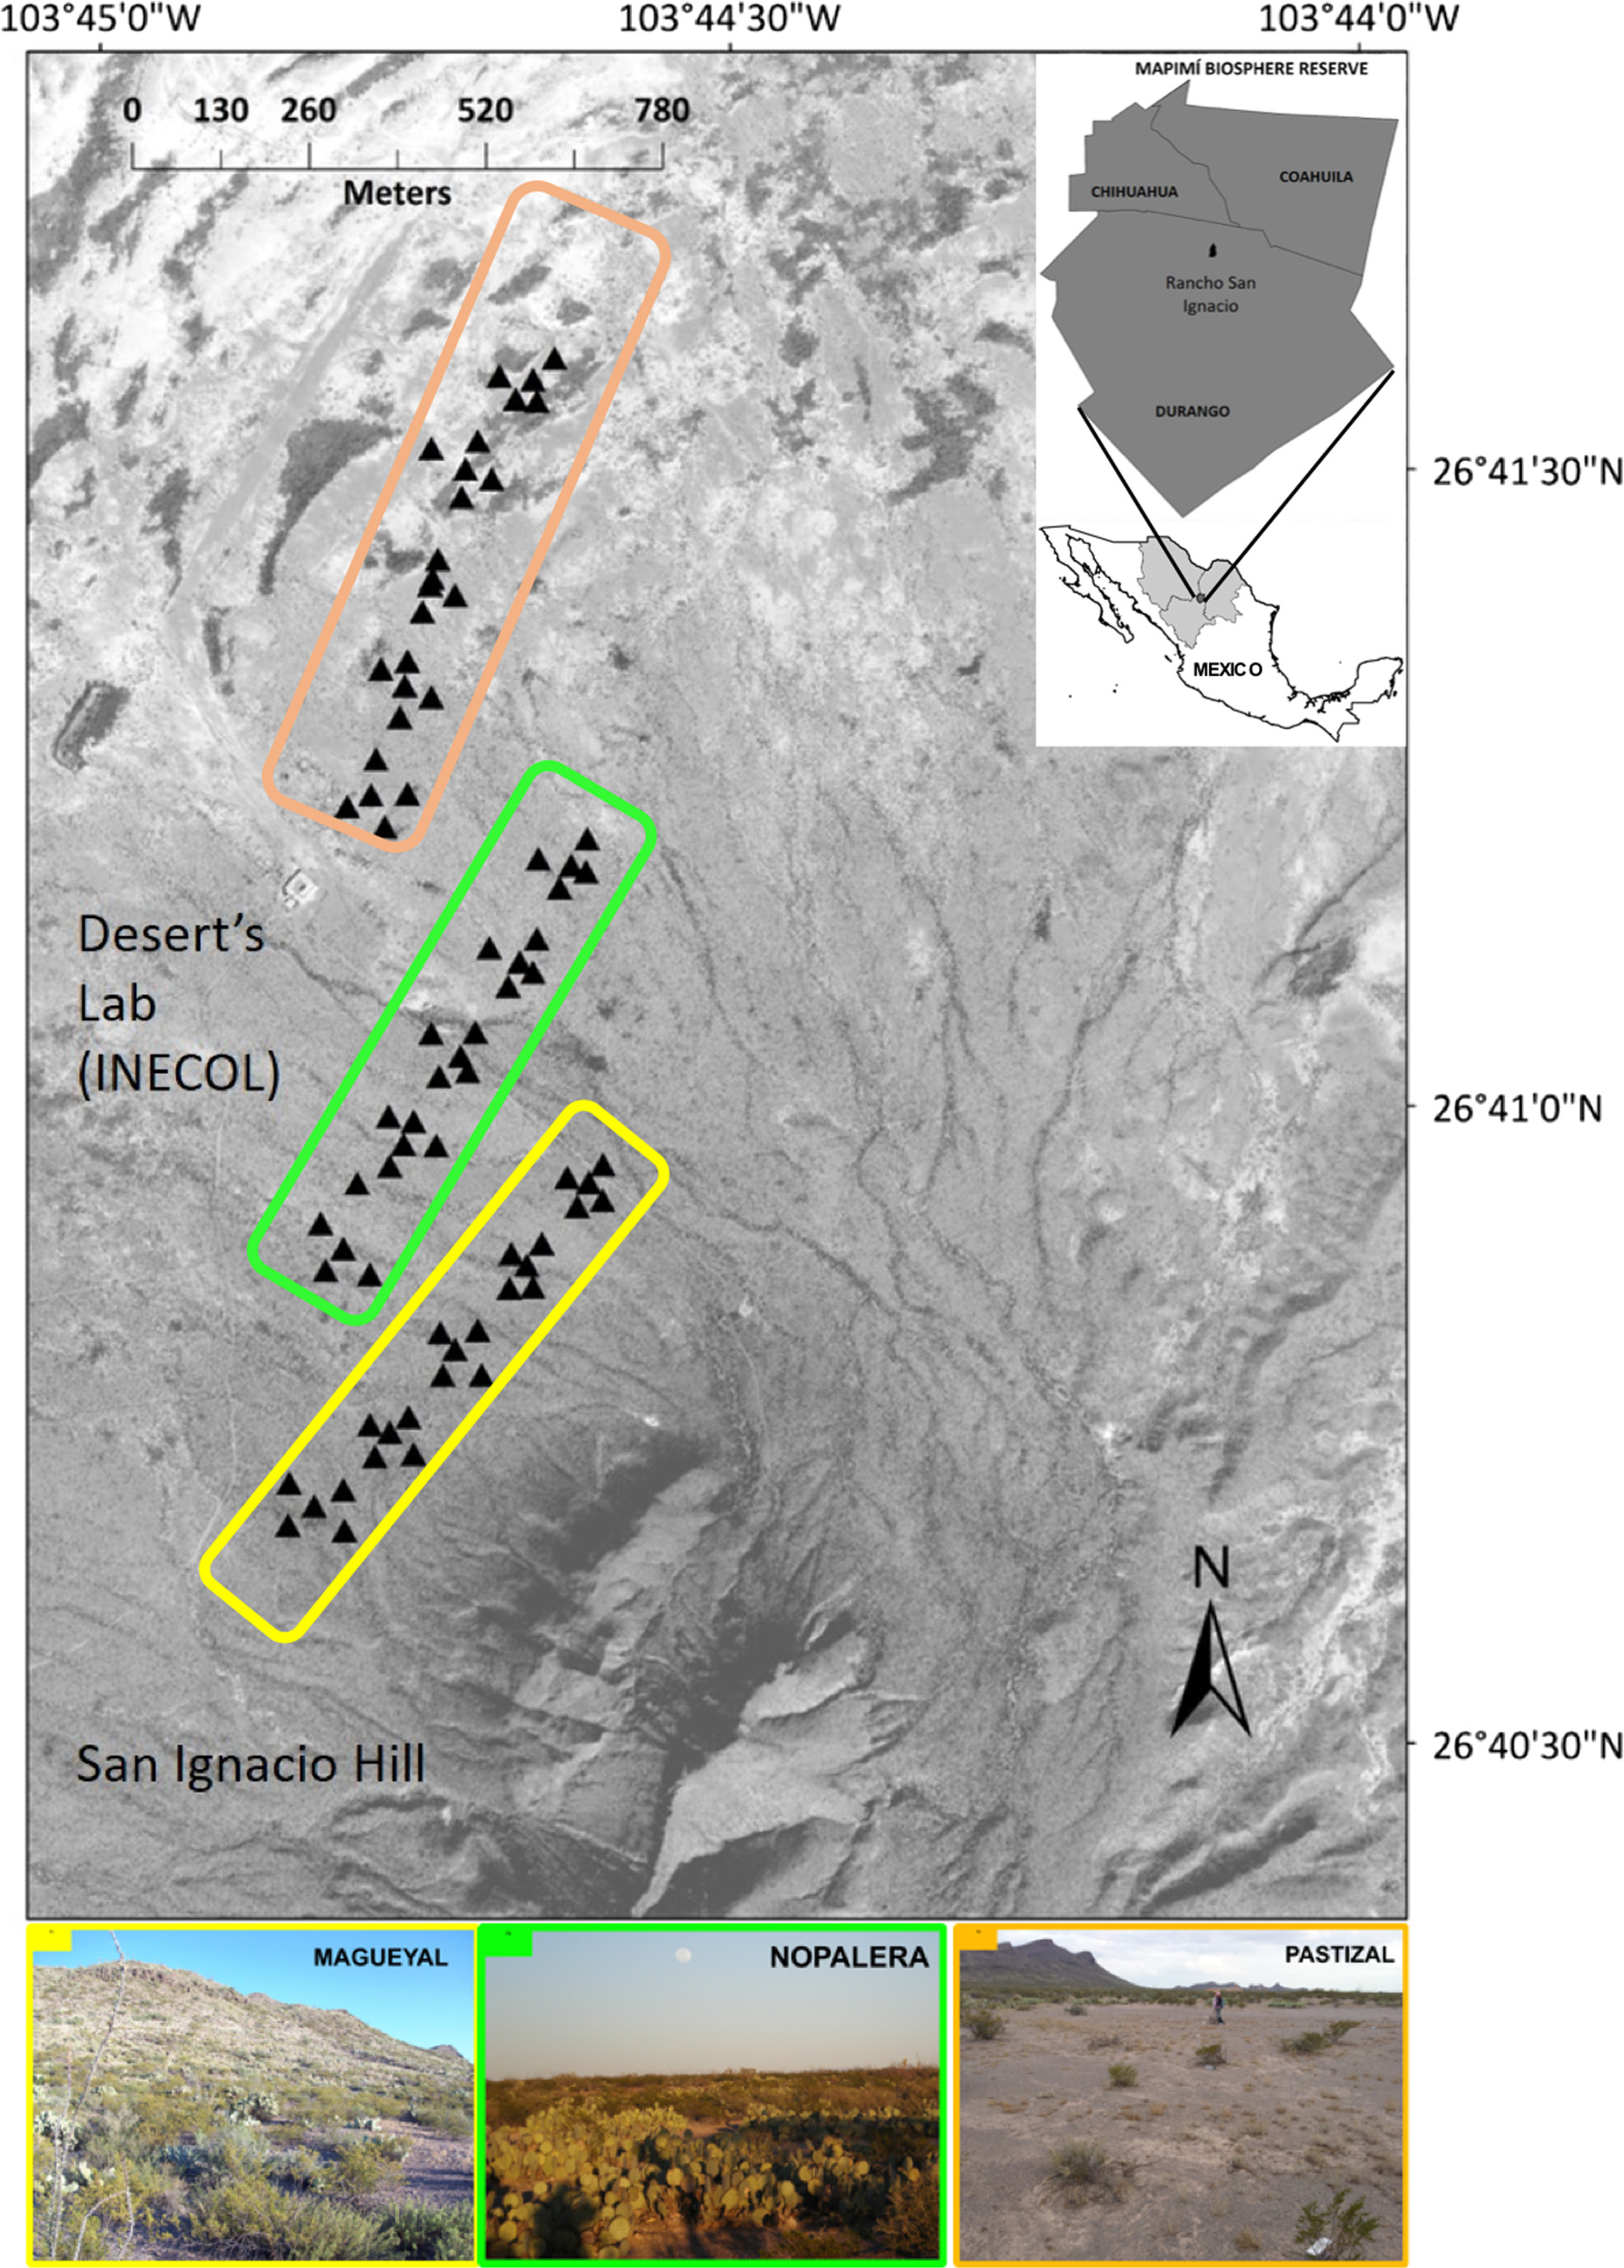 103°45'0"W 103°44'30"W 103°44'0"W
MAPIMÍ BIOSPHERE RESERVE
0 130 260 520 780
Meters
COAHUILA
CHIHUAHUA
Rancho San
Ignacio
DURANGO
26°41'30"N
MEXICO
Desert’s
Lab
(INECOL)
26°41'0"N
N
26°40'30"N
San Ignacio Hill
MAGUEYAL
NOPALERA
PASTIZAL